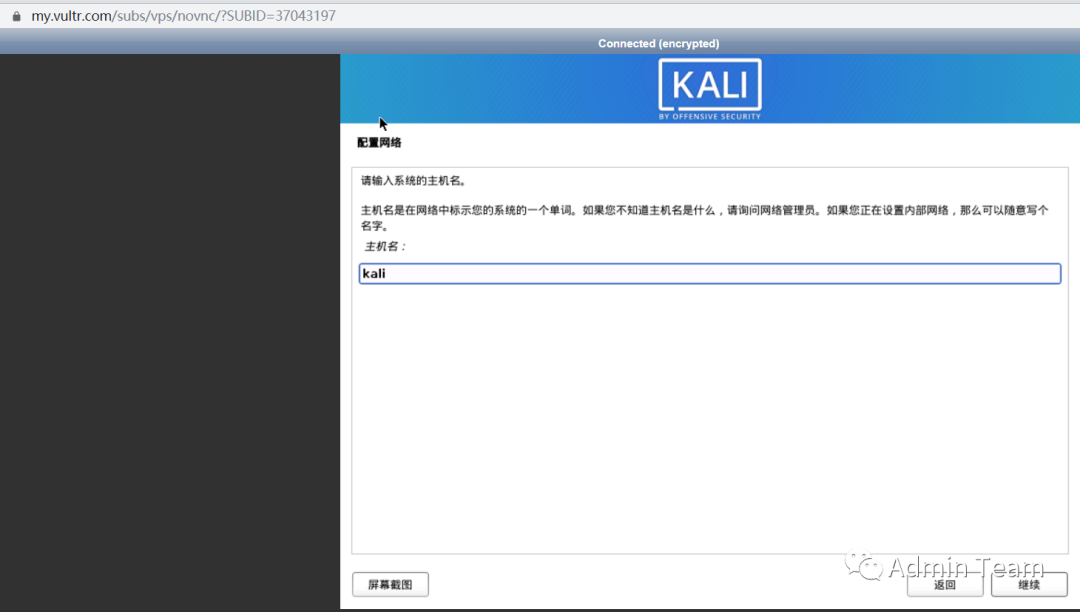 my.vultr.com/subs/vps/novnc/?SUBID=37043197
Connected (encrypted)
KALI
BY OFFENSIVE SECURITY
配置网络
请输入系统的主机名。
主机名是在网络中标示您的系统的一个单词。如果您不知道主机名是什么，请询问网络管理员。如果您正在设置内部网络，那么可以随意写个
名字。
主机名：
kali
Admin Team
屏幕截图
返回
继续